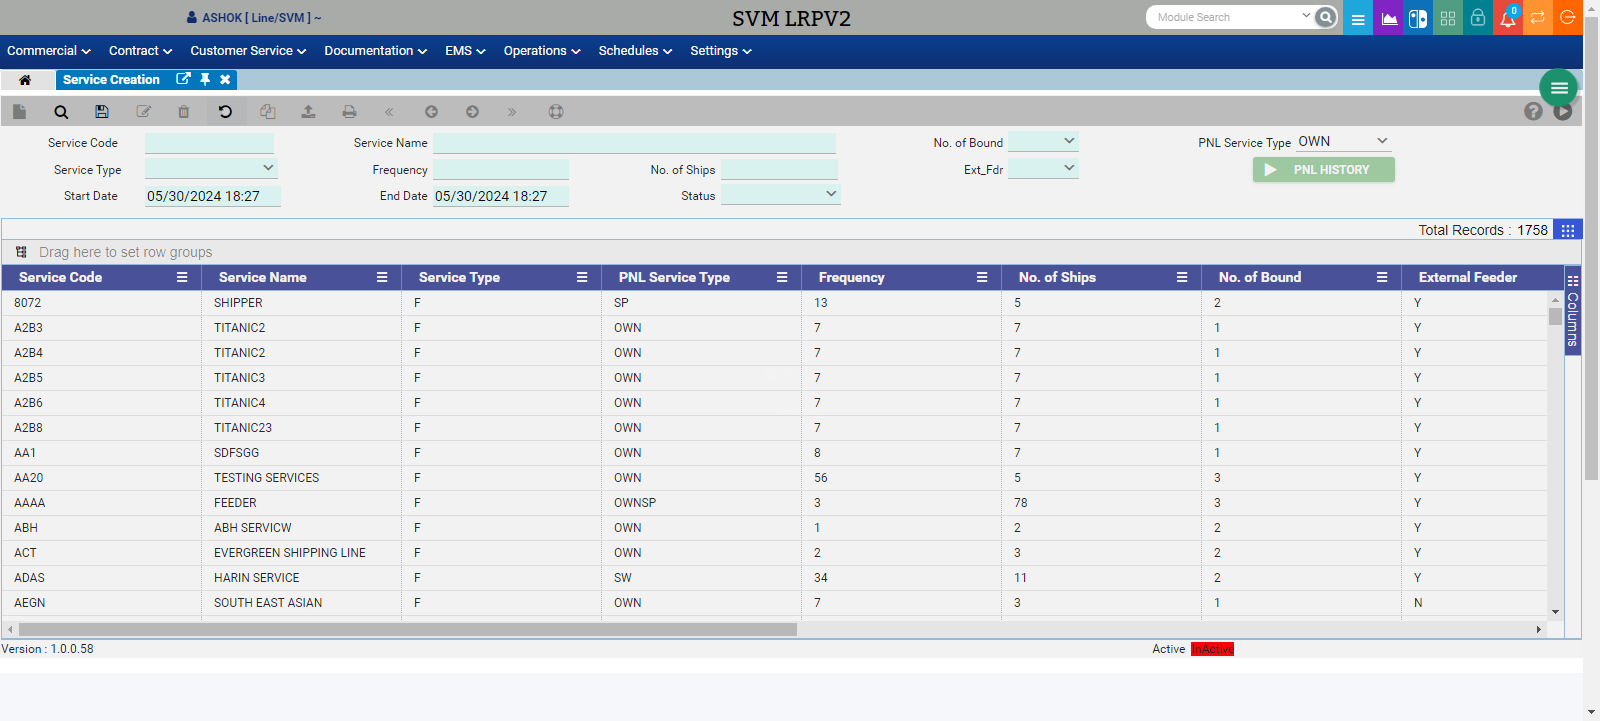 ASHOK [ Line/SVM ] ~ SVM LRPV2 Module Search 0
Commercial Contract Customer Service Documentation EMS Operations Schedules Settings
Service Creation
Service Code Service Name No. of Bound PNL Service Type OWN
Service Type Frequency No. of Ships Ext_Fdr PNL HISTORY
Start Date 05/30/2024 18:27 End Date 05/30/2024 18:27 Status
Total Records : 1758
Drag here to set row groups
Service Code Service Name Service Type PNL Service Type Frequency No. of Ships No. of Bound External Feeder
Columns
8072 SHIPPER F SP 13 5 2 Y
A2B3 TITANIC2 F OWN 7 7 1 Y
A2B4 TITANIC2 F OWN 7 7 1 Y
A2B5 TITANIC3 F OWN 7 7 1 Y
A2B6 TITANIC4 F OWN 7 7 1 Y
A2B8 TITANIC23 F OWN 7 7 1 Y
AA1 SDFSGG F OWN 8 7 1 Y
AA20 TESTING SERVICES F OWN 56 5 3 Y
AAAA FEEDER F OWNSP 3 78 3 Y
ABH ABH SERVICW F OWN 1 2 2 Y
ACT EVERGREEN SHIPPING LINE F OWN 2 3 2 Y
ADAS HARIN SERVICE F SW 34 11 2 Y
AEGN SOUTH EAST ASIAN F OWN 7 3 1 N
Version : 1.0.0.58 Active InActive